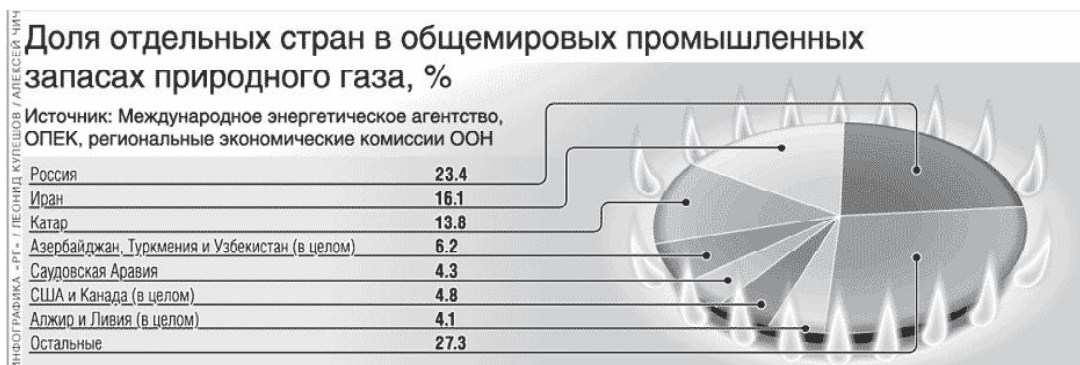 Доля отдельных стран в общемировых промышленных
запасах природного газа, %
Источник: Международное энергетическое агентство,
ОПЕК, региональные экономические комиссии ООН
Россия 23.4
Иран 16.1
Катар 13.8
Азербайджан, Туркмения и Узбекистан (в целом) 6.2
Саудовская Аравия 4.3
США и Канада (в целом) 4.8
Алжир и Ливия (в целом) 4.1
Остальные 27.3
ИНФОГРАФИКА «РГ» / ЛЕОНИД КУЛЕШОВ / АЛЕКСЕЙ ЧИЧ